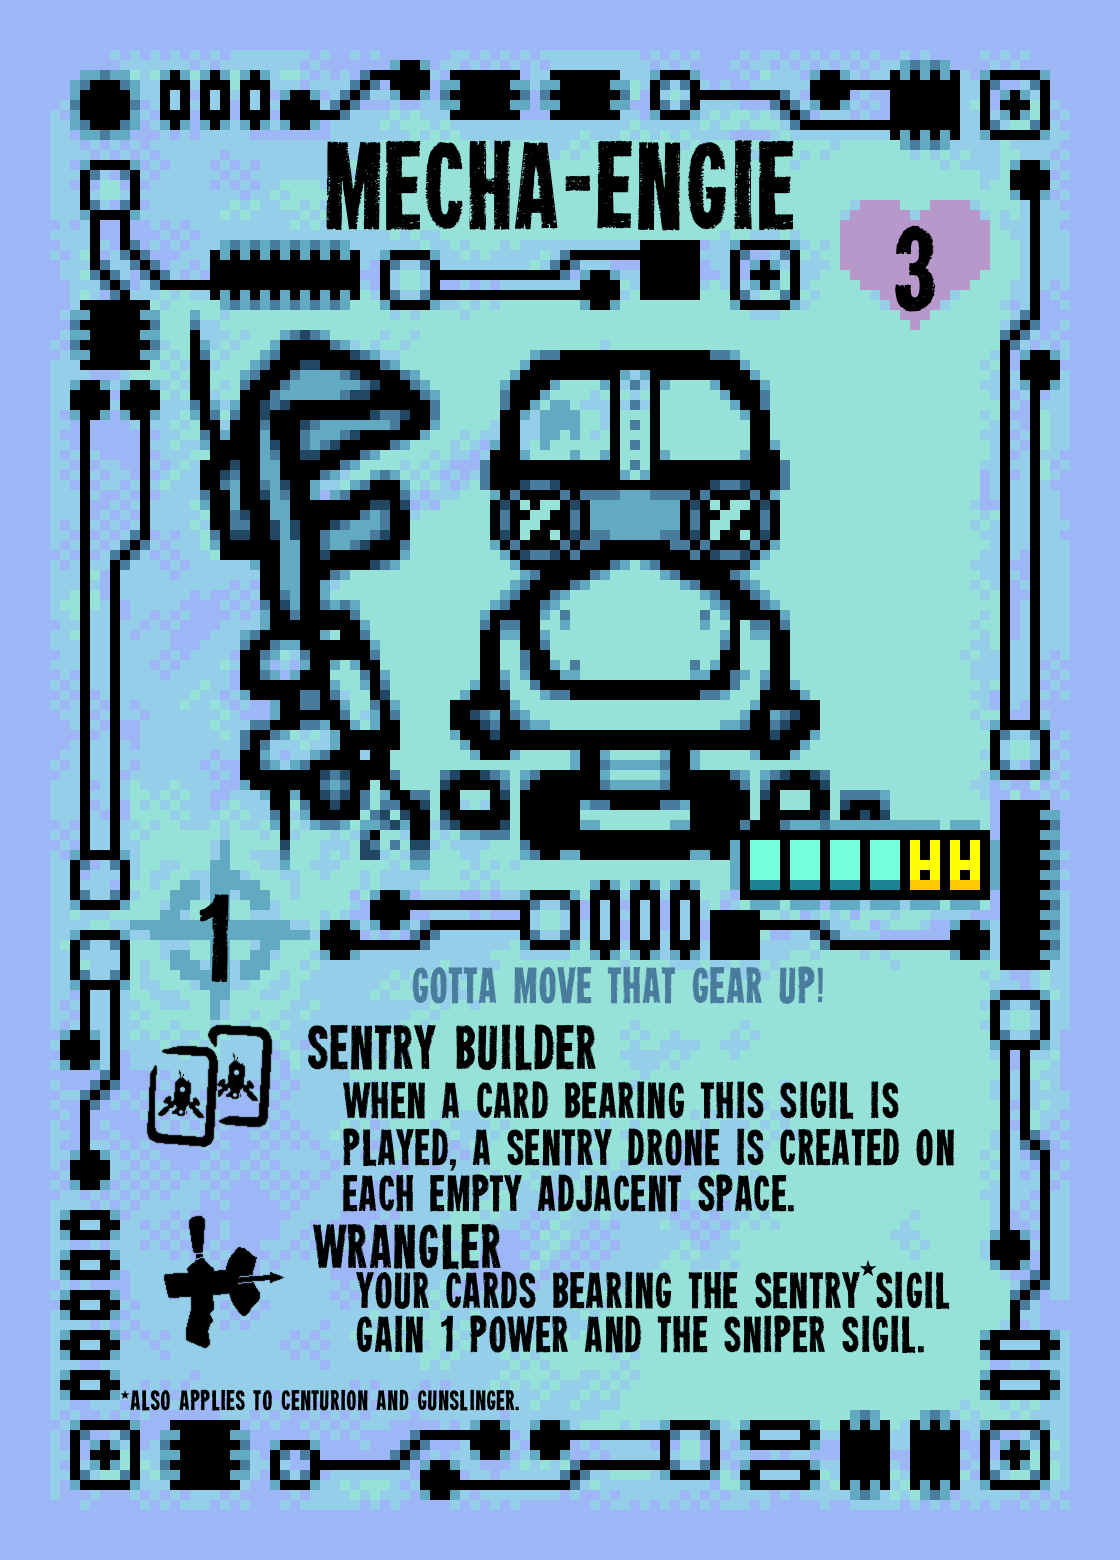 MECHA-ENGIE
3
1
GOTTA MOVE THAT GEAR UP!
SENTRY BUILDER
WHEN A CARD BEARING THIS SIGIL IS
PLAYED, A SENTRY DRONE IS CREATED ON
EACH EMPTY ADJACENT SPACE.
WRANGLER
YOUR CARDS BEARING THE SENTRY★SIGIL
GAIN 1 POWER AND THE SNIPER SIGIL.
★ALSO APPLIES TO CENTURION AND GUNSLINGER.